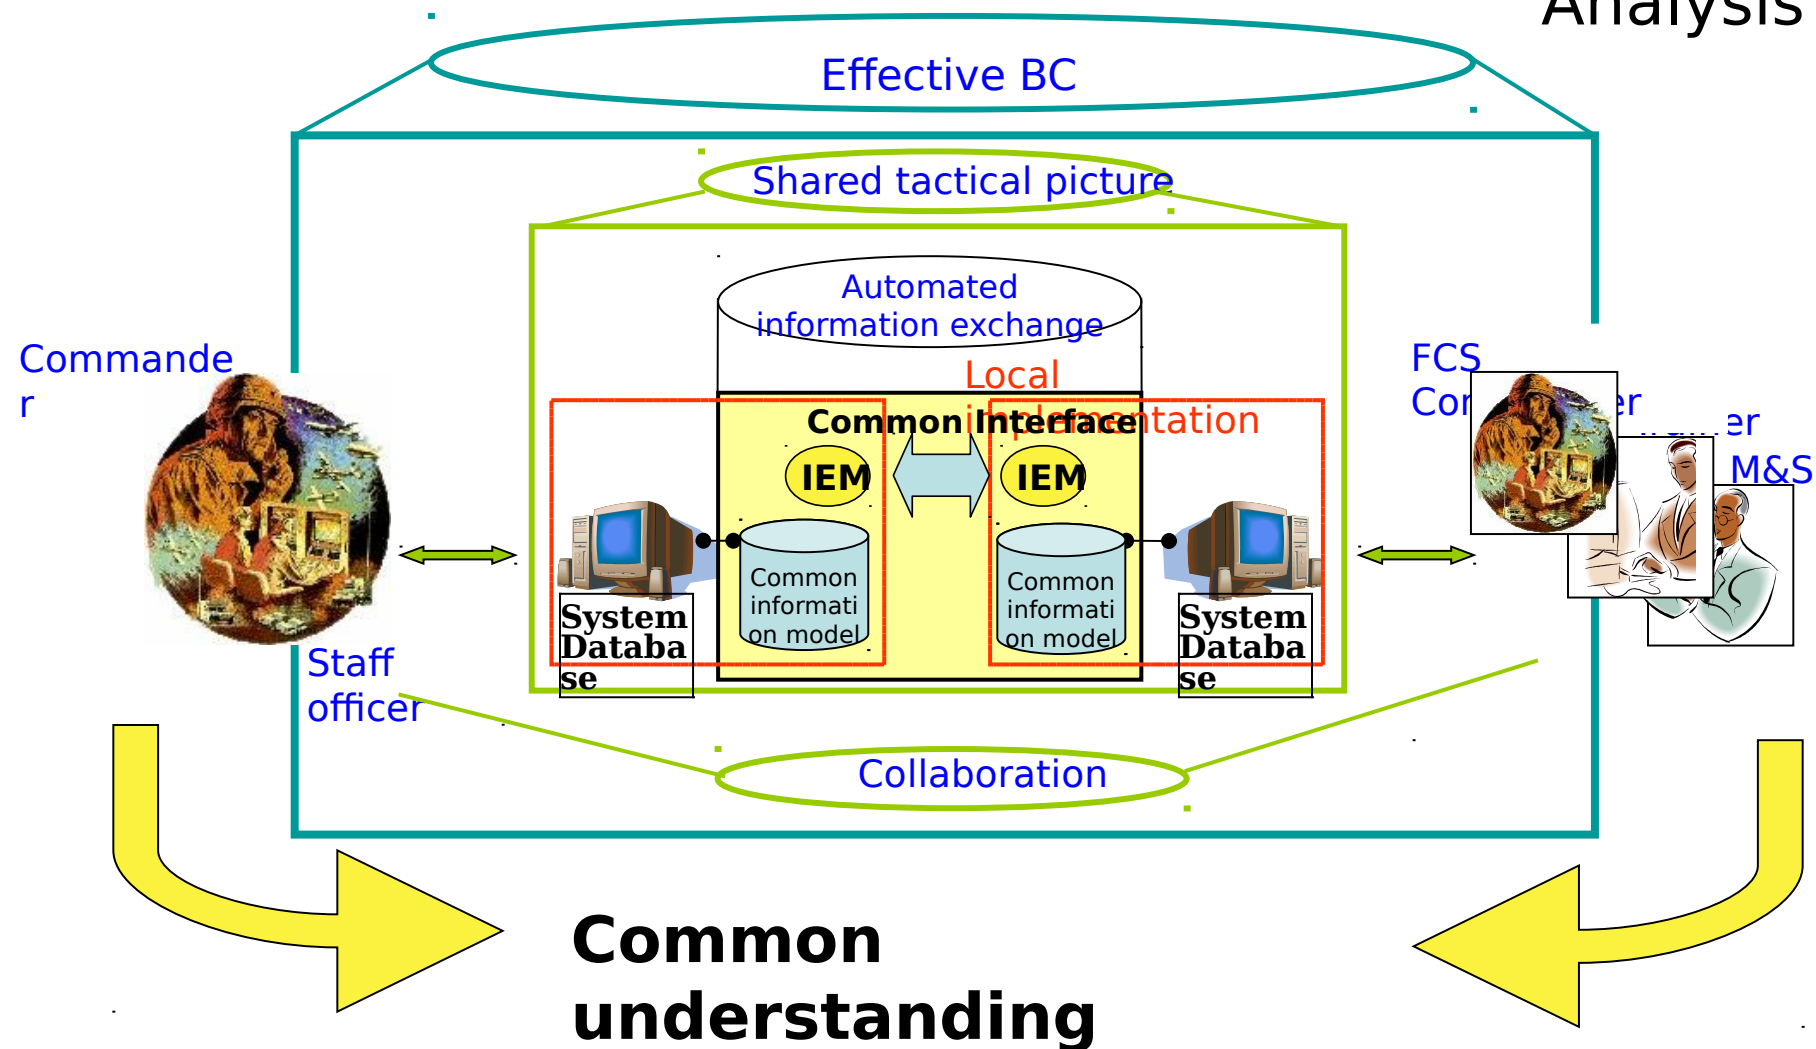 Analysis
Effective BC
Shared tactical picture
Automated
information exchange
Commande
r
FCS
Local
implementation
Common Interface
er
M&S
IEM
IEM
Common
informati
on model
Common
informati
on model
System
Databa
se
System
Databa
se
Staff
officer
Collaboration
Common
understanding